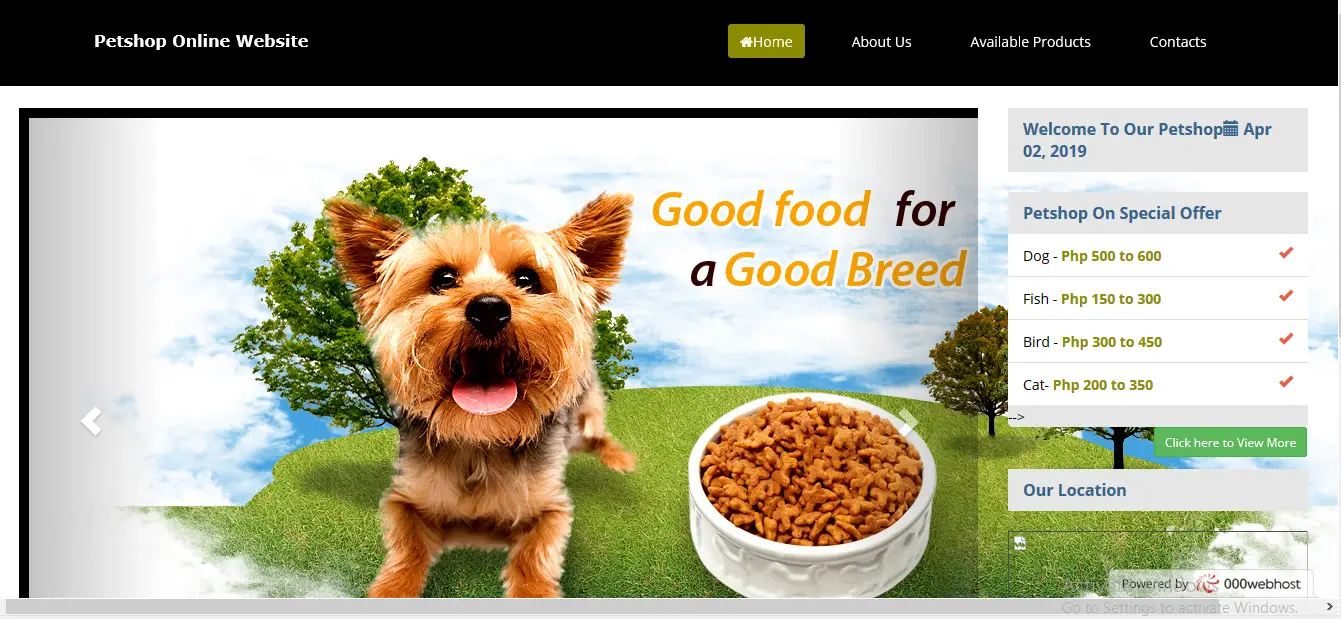 Petshop Online Website
Home
About Us
Available Products
Contacts
Good food for
a Good Breed
Welcome To Our Petshop Apr
02, 2019
Petshop On Special Offer
Dog - Php 500 to 600
Fish - Php 150 to 300
Bird - Php 300 to 450
Cat- Php 200 to 350
-->
Click here to View More
Our Location
Powered by 000webhost
Go to Settings to activate Windows.